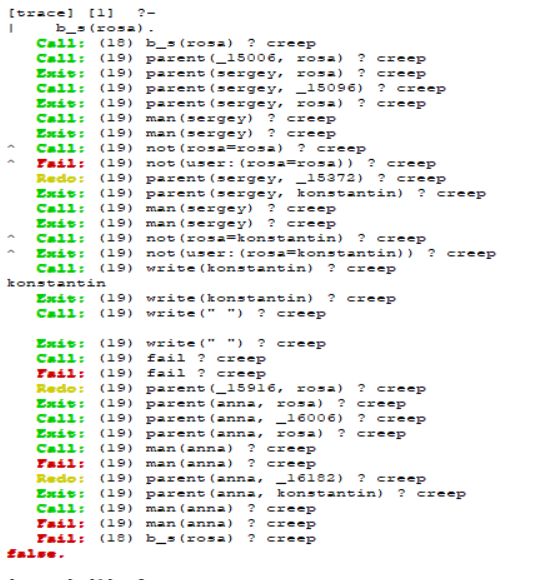 [trace] [1]  ?-
|     b_s(rosa).
Call: (18) b_s(rosa) ? creep
Call: (19) parent(_15006, rosa) ? creep
Exit: (19) parent(sergey, rosa) ? creep
Call: (19) parent(sergey, _15096) ? creep
Exit: (19) parent(sergey, rosa) ? creep
Call: (19) man(sergey) ? creep
Exit: (19) man(sergey) ? creep
^ Call: (19) not(rosa=rosa) ? creep
^ Fail: (19) not(user:(rosa=rosa)) ? creep
Redo: (19) parent(sergey, _15372) ? creep
Exit: (19) parent(sergey, konstantin) ? creep
Call: (19) man(sergey) ? creep
Exit: (19) man(sergey) ? creep
^ Call: (19) not(rosa=konstantin) ? creep
^ Exit: (19) not(user:(rosa=konstantin)) ? creep
Call: (19) write(konstantin) ? creep
konstantin
Exit: (19) write(konstantin) ? creep
Call: (19) write(" ") ? creep
Exit: (19) write(" ") ? creep
Call: (19) fail ? creep
Fail: (19) fail ? creep
Redo: (19) parent(_15916, rosa) ? creep
Exit: (19) parent(anna, rosa) ? creep
Call: (19) parent(anna, _16006) ? creep
Exit: (19) parent(anna, rosa) ? creep
Call: (19) man(anna) ? creep
Fail: (19) man(anna) ? creep
Redo: (19) parent(anna, _16182) ? creep
Exit: (19) parent(anna, konstantin) ? creep
Call: (19) man(anna) ? creep
Fail: (19) man(anna) ? creep
Fail: (18) b_s(rosa) ? creep
false.